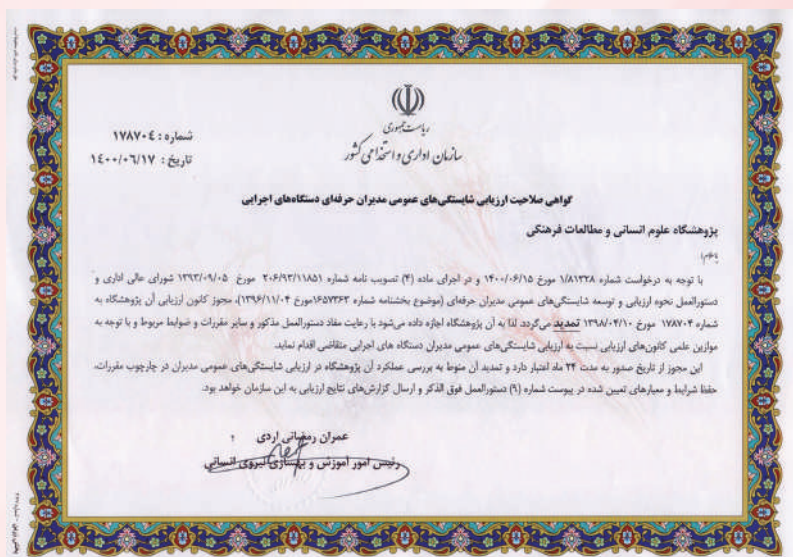 ریاست جمهوری
سازمان اداری و استخدامی کشور
شماره : ۱۷۸۷۰۴
تاریخ : ۱۴۰۰/۰۶/۱۷
گواهی صلاحیت ارزیابی شایستگی‌های عمومی مدیران حرفه‌ای دستگاه‌های اجرایی
پژوهشگاه علوم انسانی و مطالعات فرهنگی
با توجه به درخواست شماره ۱/۸۱۳۲۸ مورخ ۱۴۰۰/۰۶/۱۵ و در اجرای ماده (۴) تصویب نامه شماره ۲۰۶/۹۳/۱۱۸۵۱ مورخ ۱۳۹۳/۰۹/۰۵ شورای عالی اداری و
دستورالعمل نحوه ارزیابی و توسعه شایستگی‌های عمومی مدیران حرفه‌ای (موضوع بخشنامه شماره ۱۶۵۷۳۶۳مورخ ۱۳۹۶/۱۱/۰۴)، مجوز کانون ارزیابی آن پژوهشگاه به
شماره ۱۷۸۷۰۴ مورخ ۱۳۹۸/۰۴/۱۰ تمدید می‌گردد. لذا به آن پژوهشگاه اجازه داده می‌شود با رعایت مفاد دستورالعمل مذکور و سایر مقررات و ضوابط مربوط و با توجه به
موازین علمی کانون‌های ارزیابی نسبت به ارزیابی شایستگی‌های عمومی مدیران دستگاه های اجرایی متقاضی اقدام نماید.
این مجوز از تاریخ صدور به مدت ۲۴ ماه اعتبار دارد و تمدید آن منوط به بررسی عملکرد آن پژوهشگاه در ارزیابی شایستگی‌های عمومی مدیران در چارچوب مقررات،
حفظ شرایط و معیارهای تعیین شده در پیوست شماره (۹) دستورالعمل فوق الذکر و ارسال گزارش‌های نتایج ارزیابی به این سازمان خواهد بود.
عمران رمضانی اردی
رئیس امور آموزش و بهسازی نیروی انسانی